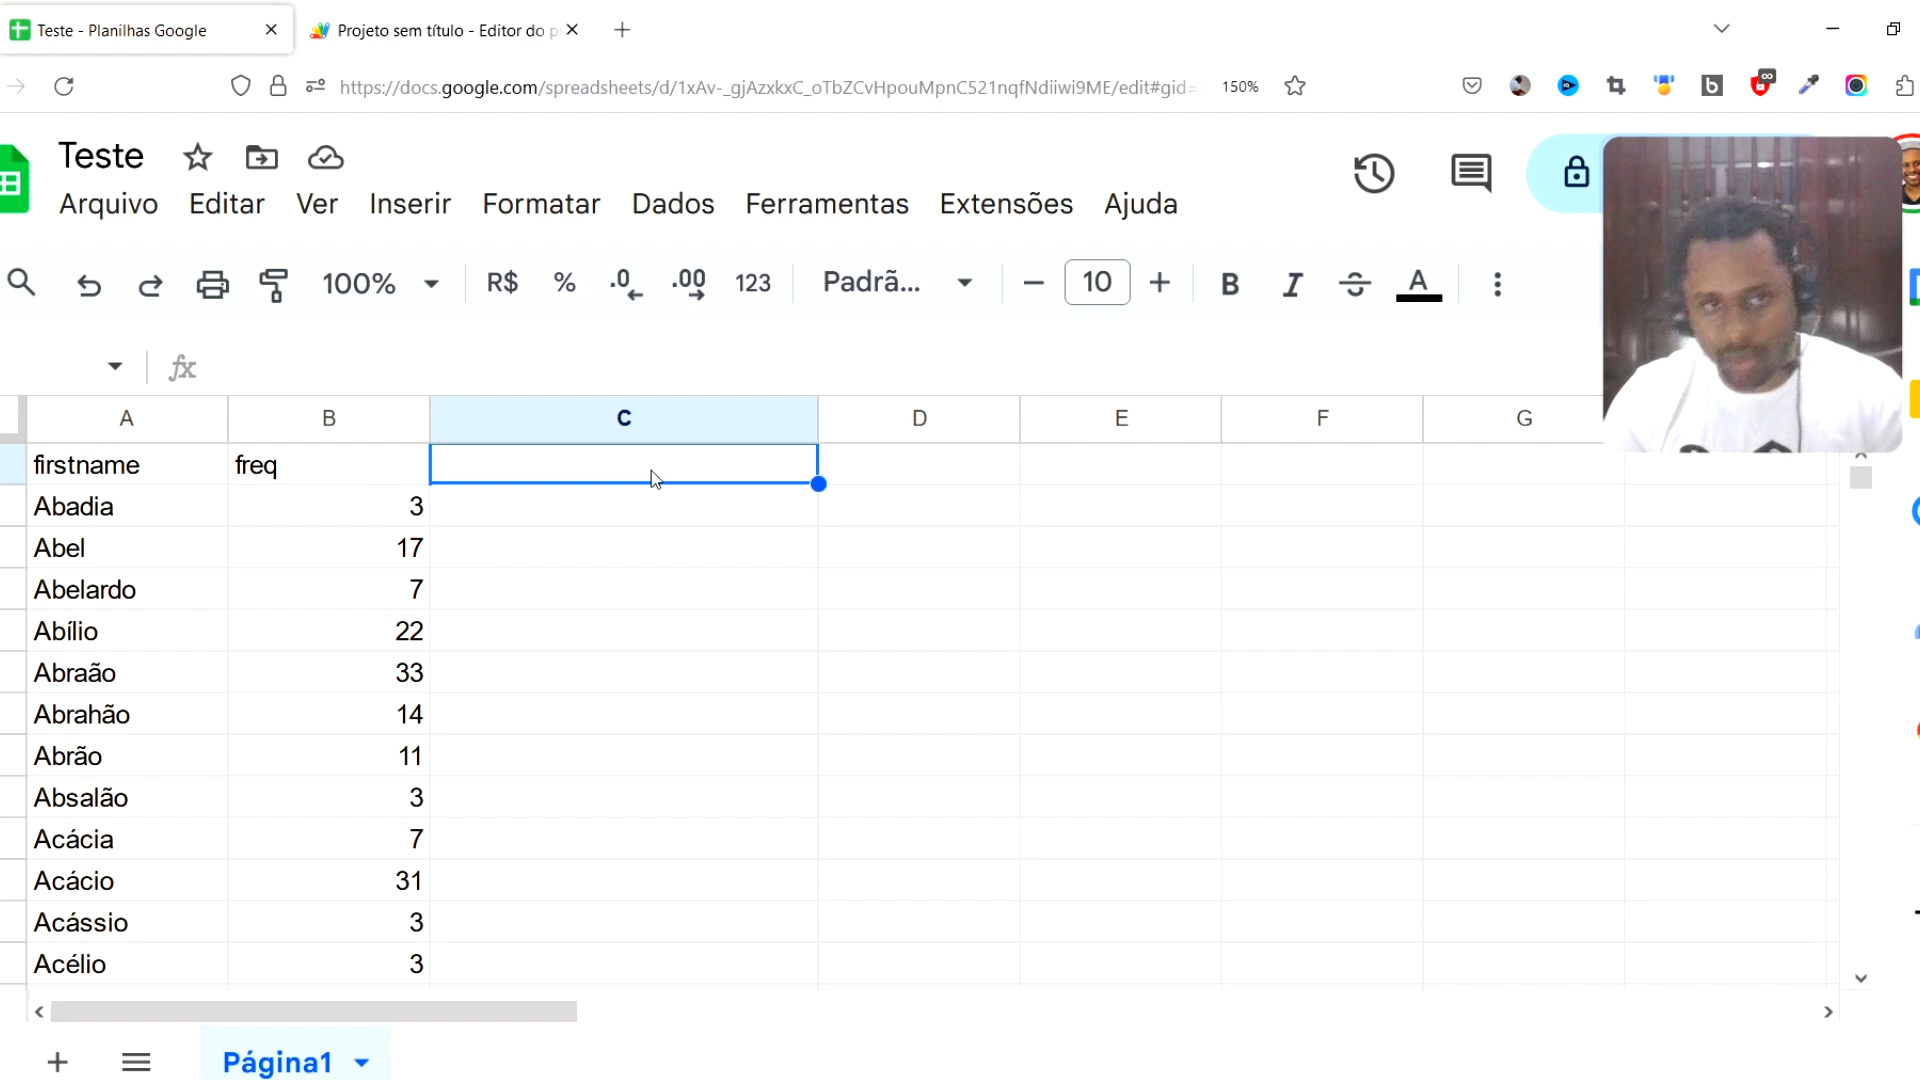 Teste - Planilhas Google
Projeto sem título - Editor do p
https://docs.google.com/spreadsheets/d/1xAv-_gjAzxkxC_oTbZCvHpouMpnC521nqfNdiiwi9ME/edit#gid=
150%
Teste
Arquivo Editar Ver Inserir Formatar Dados Ferramentas Extensões Ajuda
100% R$ % .0 .00 123 Padrã... 10 B I S A
fx
A B C D E F G
firstname freq
Abadia 3
Abel 17
Abelardo 7
Abílio 22
Abraão 33
Abrahão 14
Abrão 11
Absalão 3
Acácia 7
Acácio 31
Acássio 3
Acélio 3
Página1